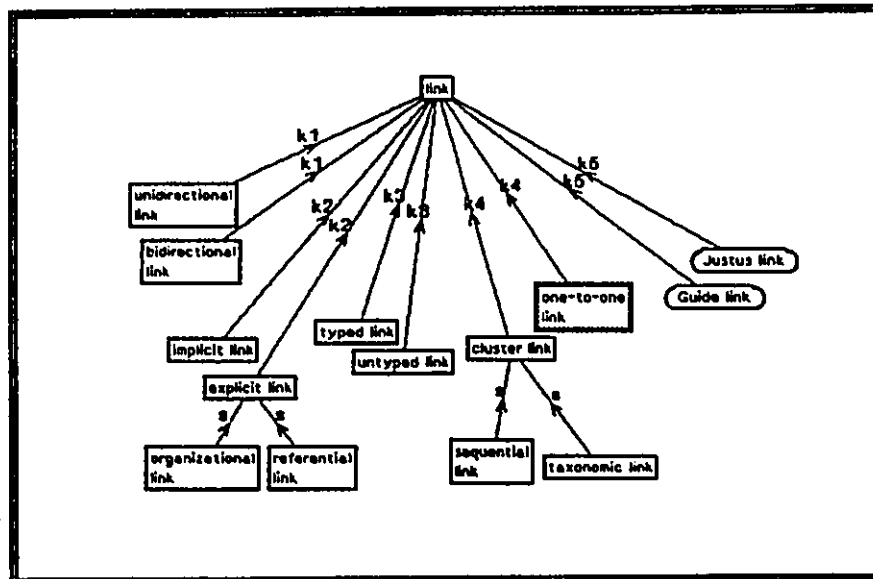 link
k1
k1
k5
k5
unidirectional
link
k2
k2
k3
k3
k4
k4
bidirectional
link
Justus link
Guide link
one-to-one
link
implicit link
typed link
untyped link
cluster link
explicit link
s
s
s
s
organizational
link
referential
link
sequential
link
taxonomic link